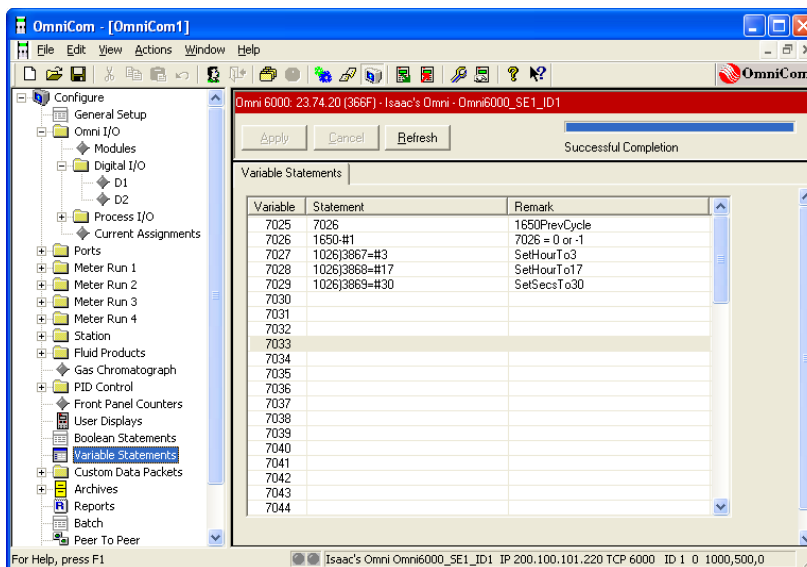 OmniCom - [OmniCom1]
File Edit View Actions Window Help
OmniCom
Configure
General Setup
Omni I/O
Modules
Digital I/O
D1
D2
Process I/O
Current Assignments
Ports
Meter Run 1
Meter Run 2
Meter Run 3
Meter Run 4
Station
Fluid Products
Gas Chromatograph
PID Control
Front Panel Counters
User Displays
Boolean Statements
Variable Statements
Custom Data Packets
Archives
Reports
Batch
Peer To Peer
Omni 6000: 23.74.20 (366F) - Isaac's Omni - Omni6000_SE1_ID1
Apply Cancel Refresh
Successful Completion
Variable Statements
Variable Statement Remark
7025 7026 1650PrevCycle
7026 1650-#1 7026 = 0 or -1
7027 1026)3867=#3 SetHourTo3
7028 1026)3868=#17 SetHourTo17
7029 1026)3869=#30 SetSecsTo30
7030
7031
7032
7033
7034
7035
7036
7037
7038
7039
7040
7041
7042
7043
7044
For Help, press F1
Isaac's Omni Omni6000_SE1_ID1 IP 200.100.101.220 TCP 6000 ID 1 0 1000,500,0